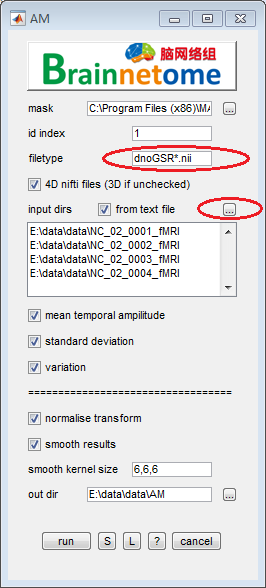 AM
脑网络组
Brainnetome
mask C:\Program Files (x86)\MA ...
id index 1
filetype dnoGSR*.nii
4D nifti files (3D if unchecked)
input dirs from text file ...
E:\data\data\NC_02_0001_fMRI
E:\data\data\NC_02_0002_fMRI
E:\data\data\NC_02_0003_fMRI
E:\data\data\NC_02_0004_fMRI
mean temporal amplitude
standard deviation
variation
==================================
normalise transform
smooth results
smooth kernel size 6,6,6
out dir E:\data\data\AM ...
run S L ? cancel